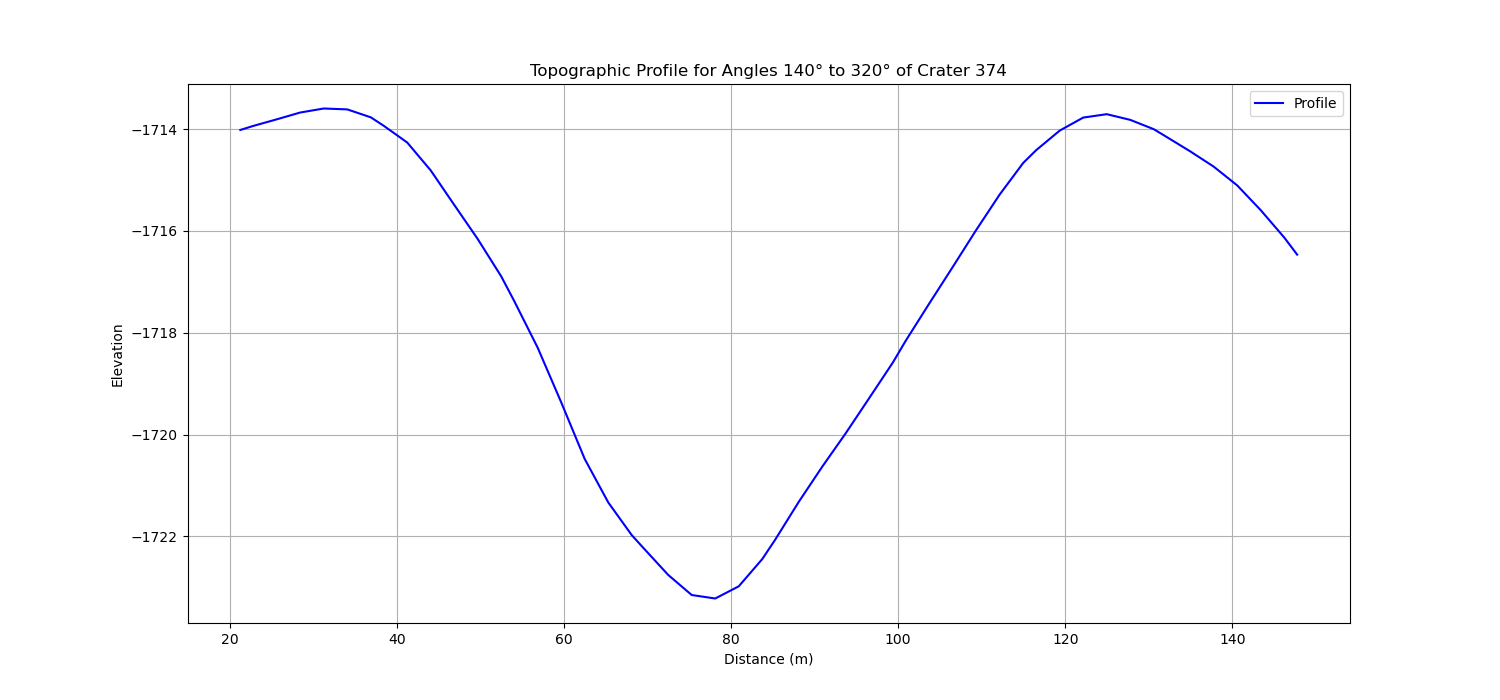 Topographic Profile for Angles 140° to 320° of Crater 374
Profile
−1714
−1716
−1718
−1720
−1722
Elevation
20 40 60 80 100 120 140
Distance (m)